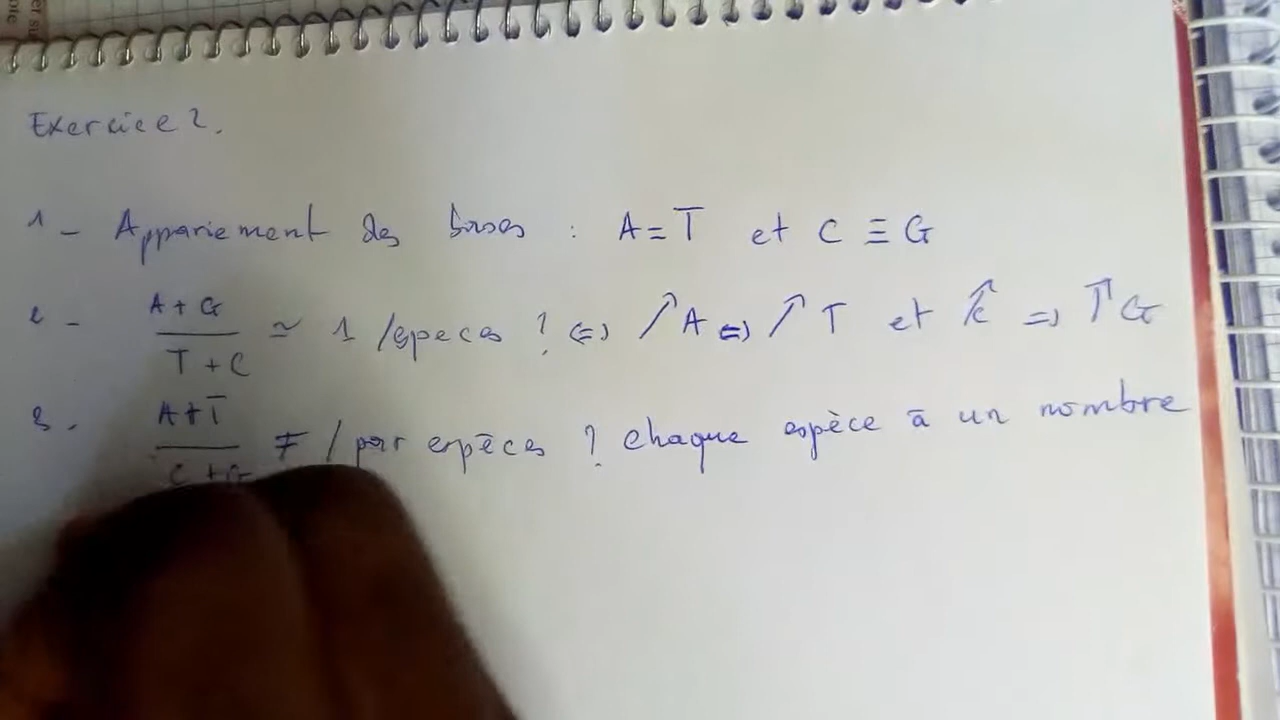 Exercice 2.
1 - Appariement des bases : A=T et C ≡ G
2 - A + G / T + C ≃ 1 /espèces ? <=> ↗A <=> ↗T et ↑C => ↑G
3. A+T / C+G ≠ / par espèces ? chaque espèce à un nombre